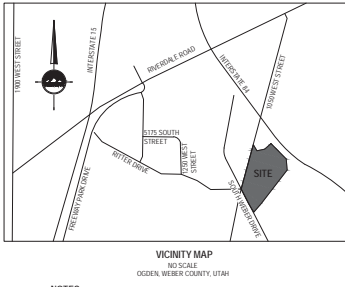 1900 WEST STREET
INTERSTATE 15
RIVERDALE ROAD
INTERSTATE 84
1050 WEST STREET
5175 SOUTH
STREET
1250 WEST
STREET
RITTER DRIVE
FREEWAY PARK DRIVE
SOUTH WEBER DRIVE
SITE
VICINITY MAP
NO SCALE
OGDEN, WEBER COUNTY, UTAH
NOTES